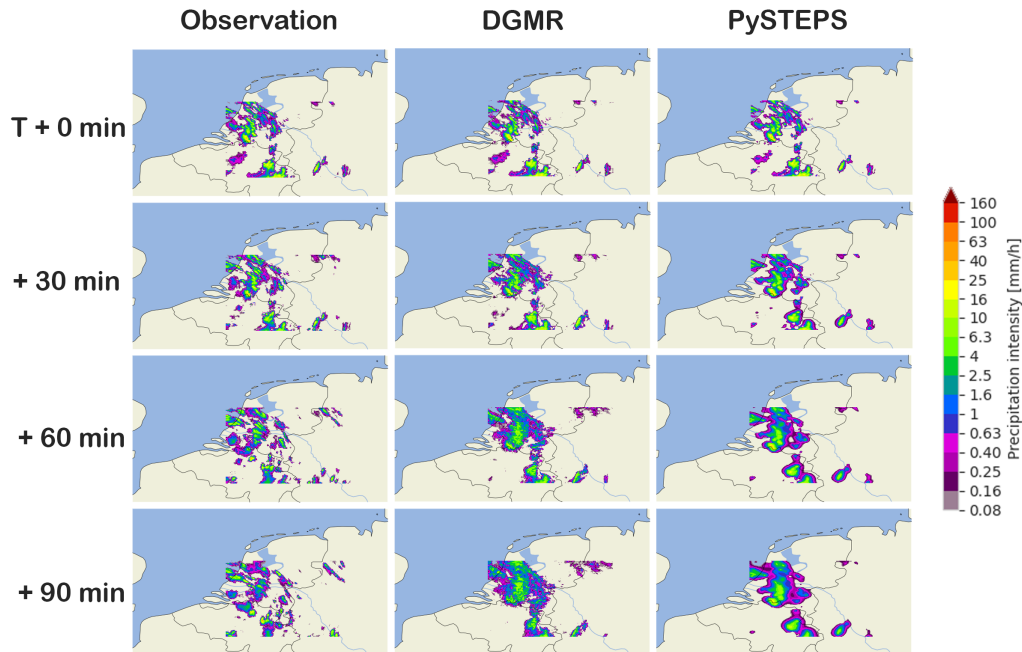 Observation DGMR PySTEPS
T + 0 min
+ 30 min
+ 60 min
+ 90 min
160
100
63
40
25
16
10
6.3
4
2.5
1.6
1
0.63
0.40
0.25
0.16
0.08
Precipitation intensity [mm/h]